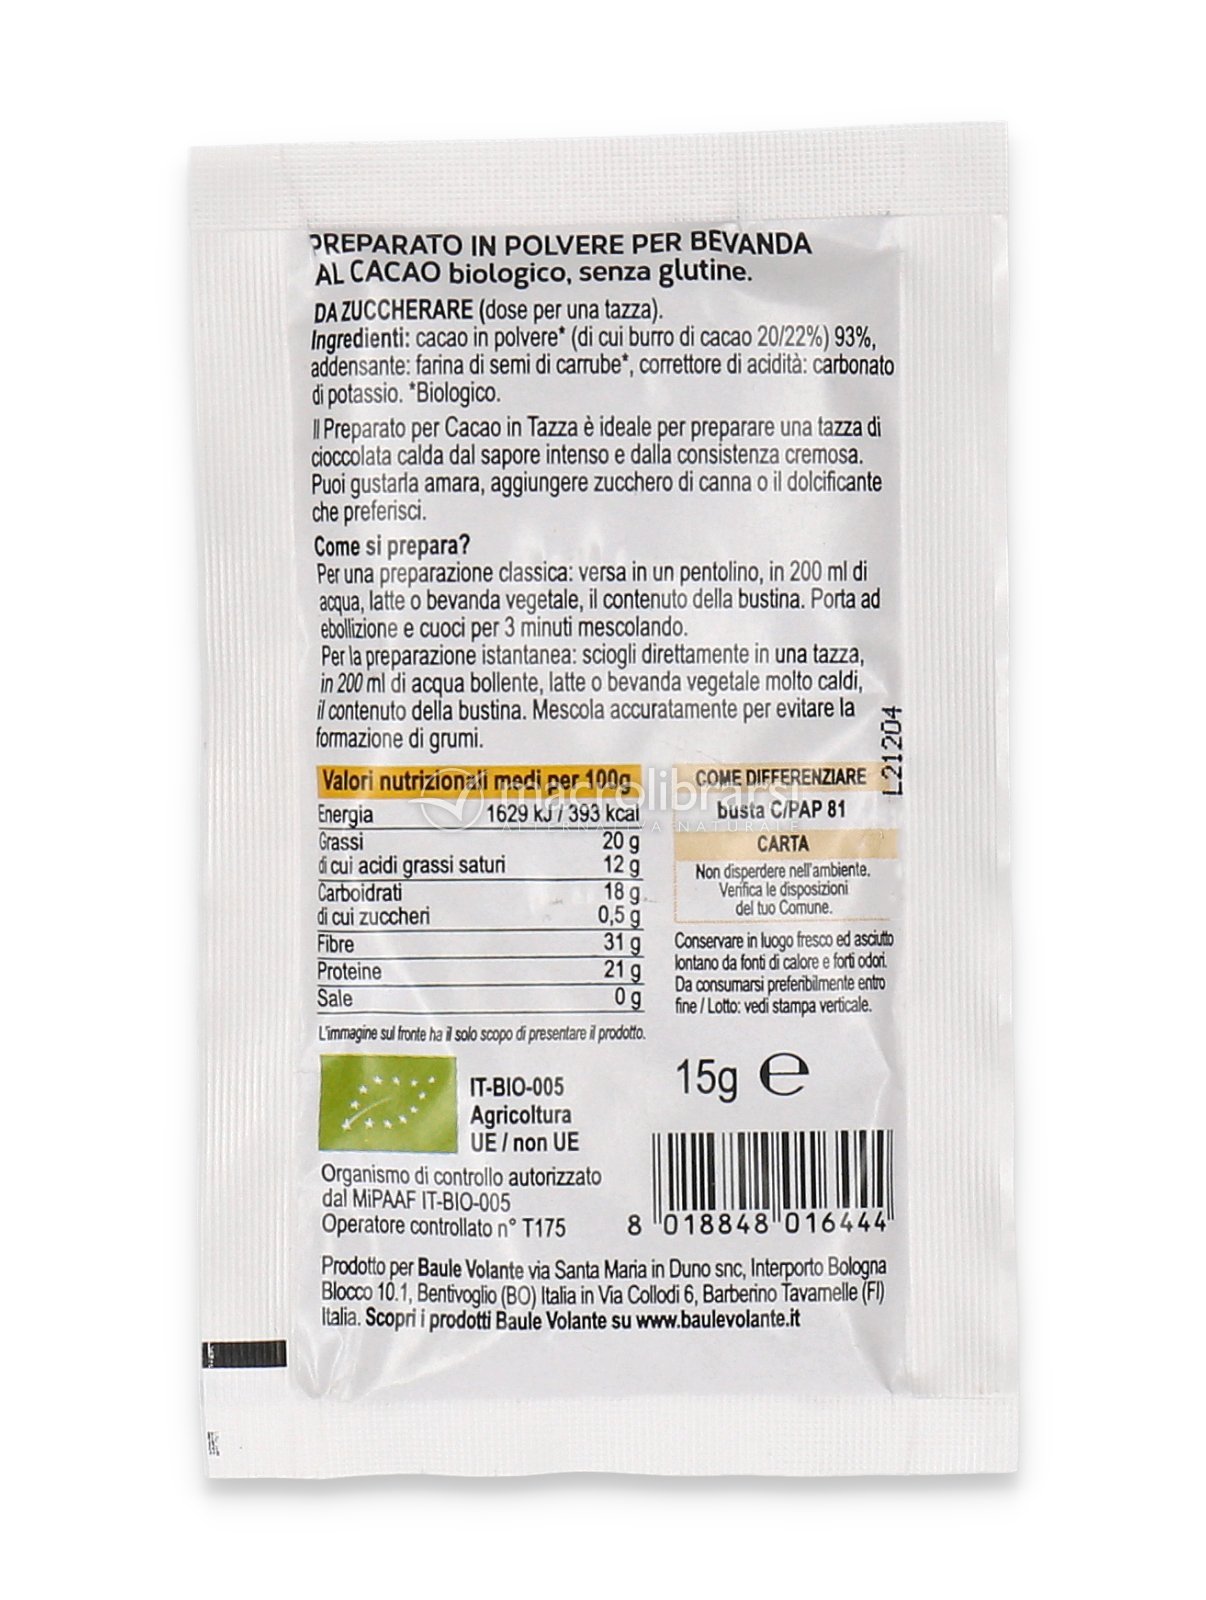 PREPARATO IN POLVERE PER BEVANDA
AL CACAO biologico, senza glutine.
DA ZUCCHERARE (dose per una tazza).
Ingredienti: cacao in polvere* (di cui burro di cacao 20/22%) 93%,
addensante: farina di semi di carrube*, correttore di acidità: carbonato
di potassio. *Biologico.
Il Preparato per Cacao in Tazza è ideale per preparare una tazza di
cioccolata calda dal sapore intenso e dalla consistenza cremosa.
Puoi gustarla amara, aggiungere zucchero di canna o il dolcificante
che preferisci.
Come si prepara?
Per una preparazione classica: versa in un pentolino, in 200 ml di
acqua, latte o bevanda vegetale, il contenuto della bustina. Porta ad
ebollizione e cuoci per 3 minuti mescolando.
Per la preparazione istantanea: sciogli direttamente in una tazza,
in 200 ml di acqua bollente, latte o bevanda vegetale molto caldi,
il contenuto della bustina. Mescola accuratamente per evitare la
formazione di grumi.
L21204
Valori nutrizionali medi per 100g
Energia 1629 kJ / 393 kcal
Grassi 20 g
di cui acidi grassi saturi 12 g
Carboidrati 18 g
di cui zuccheri 0,5 g
Fibre 31 g
Proteine 21 g
Sale 0 g
L'immagine sul fronte ha il solo scopo di presentare il prodotto.
COME DIFFERENZIARE
busta C/PAP 81
CARTA
Non disperdere nell'ambiente.
Verifica le disposizioni
del tuo Comune.
Conservare in luogo fresco ed asciutto
lontano da fonti di calore e forti odori.
Da consumarsi preferibilmente entro
fine / Lotto: vedi stampa verticale.
macrolibrarsi
ALTERNATIVA NATURALE
IT-BIO-005
Agricoltura
UE / non UE
15g e
Organismo di controllo autorizzato
dal MiPAAF IT-BIO-005
Operatore controllato n° T175
8 018848 016444
Prodotto per Baule Volante via Santa Maria in Duno snc, Interporto Bologna
Blocco 10.1, Bentivoglio (BO) Italia in Via Collodi 6, Barberino Tavarnelle (FI)
Italia. Scopri i prodotti Baule Volante su www.baulevolante.it